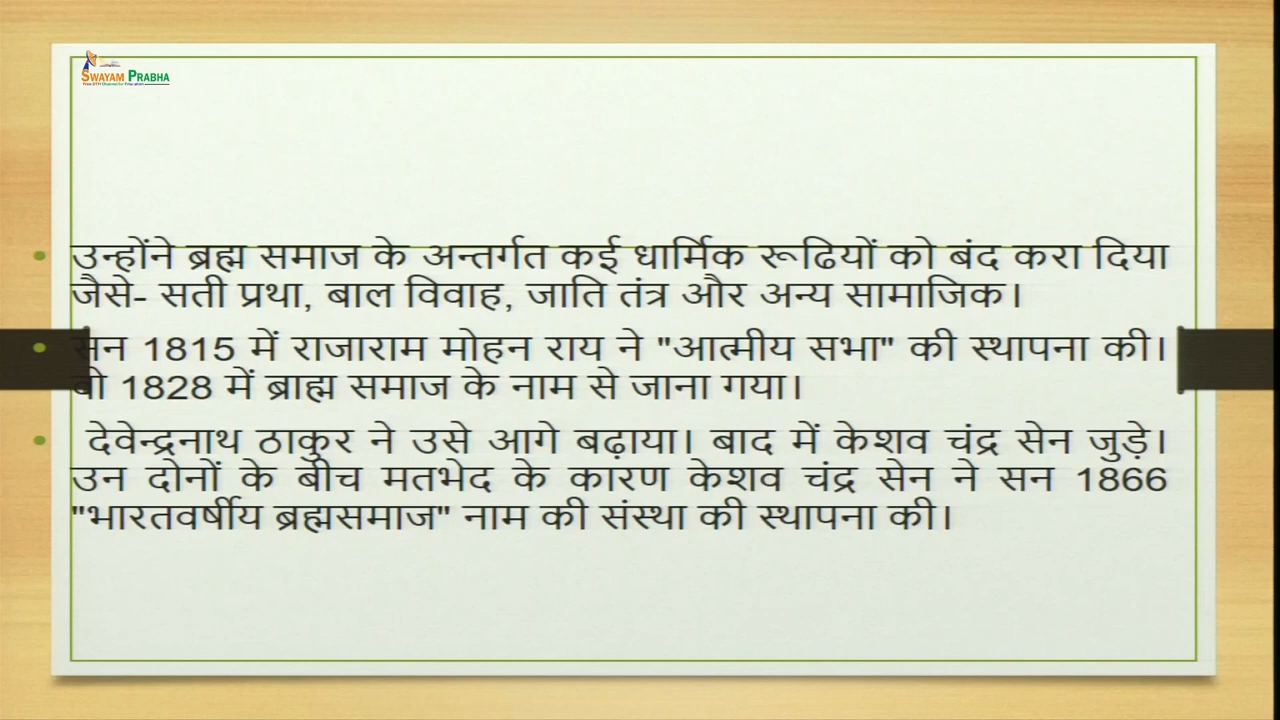 SWAYAM PRABHA
• उन्होंने ब्रह्म समाज के अन्तर्गत कई धार्मिक रूढियों को बंद करा दिया
जैसे- सती प्रथा, बाल विवाह, जाति तंत्र और अन्य सामाजिक।
• सन 1815 में राजाराम मोहन राय ने "आत्मीय सभा" की स्थापना की।
वो 1828 में ब्राह्म समाज के नाम से जाना गया।
• देवेन्द्रनाथ ठाकुर ने उसे आगे बढ़ाया। बाद में केशव चंद्र सेन जुड़े।
उन दोनों के बीच मतभेद के कारण केशव चंद्र सेन ने सन 1866
"भारतवर्षीय ब्रह्मसमाज" नाम की संस्था की स्थापना की।